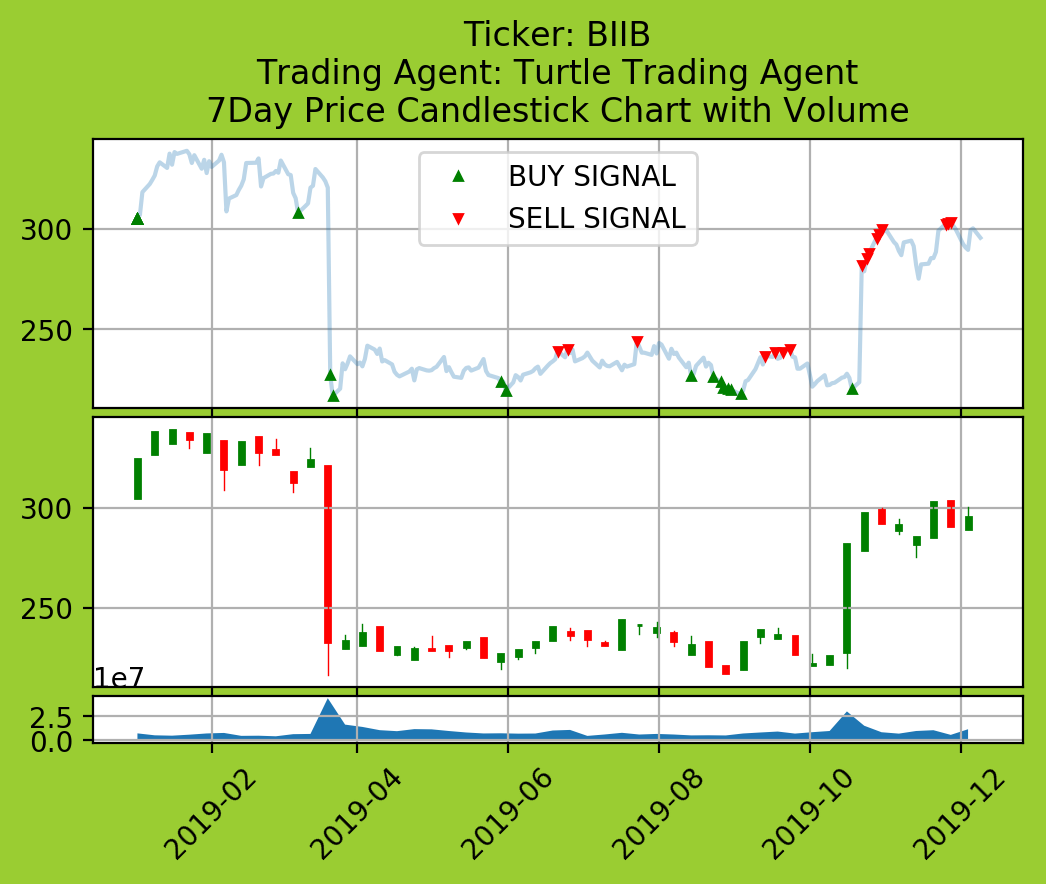 Ticker: BIIB
Trading Agent: Turtle Trading Agent
7Day Price Candlestick Chart with Volume
BUY SIGNAL
SELL SIGNAL
300
250
300
250
1e7
2.5
0.0
2019-02
2019-04
2019-06
2019-08
2019-10
2019-12